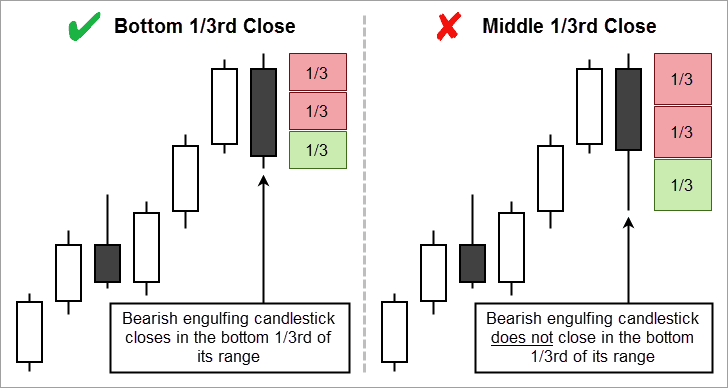 Bottom 1/3rd Close
1/3
1/3
1/3
Bearish engulfing candlestick
closes in the bottom 1/3rd of
its range
Middle 1/3rd Close
1/3
1/3
1/3
Bearish engulfing candlestick
does not close in the bottom
1/3rd of its range